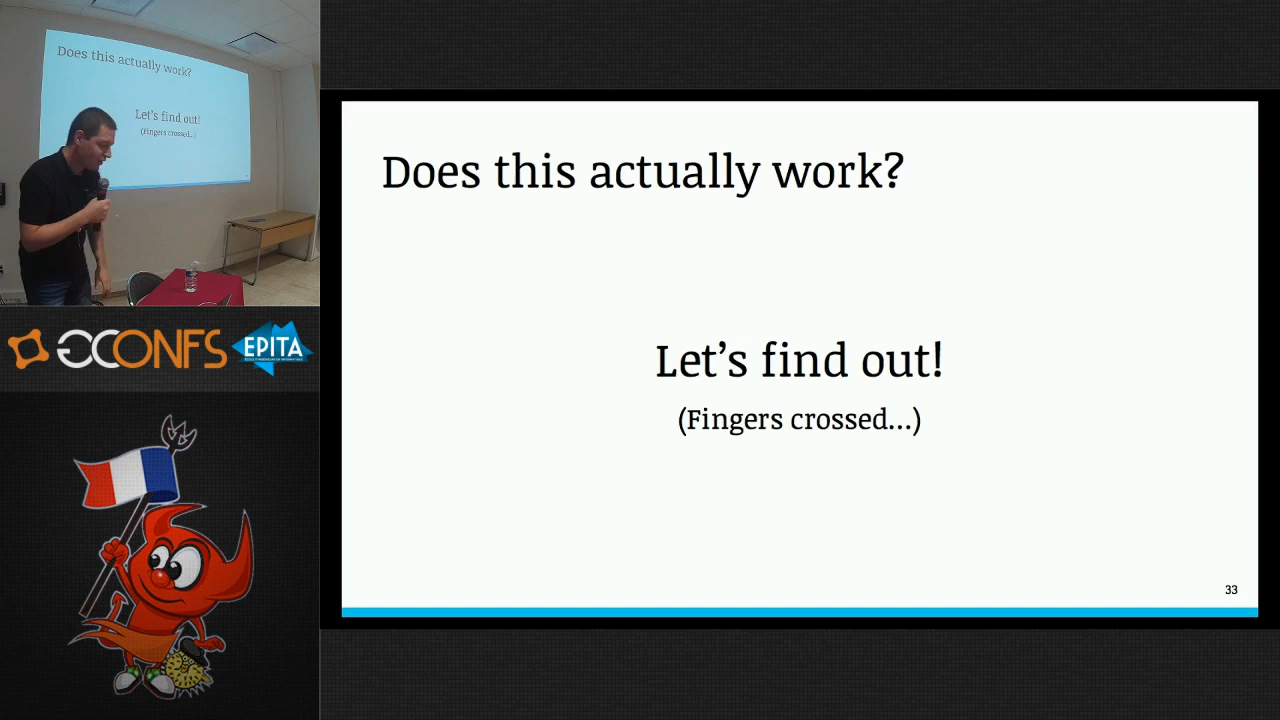 Does this actually work?
Let's find out!
(Fingers crossed...)
GCONFS
EPITA
Does this actually work?
Let’s find out!
(Fingers crossed...)
33